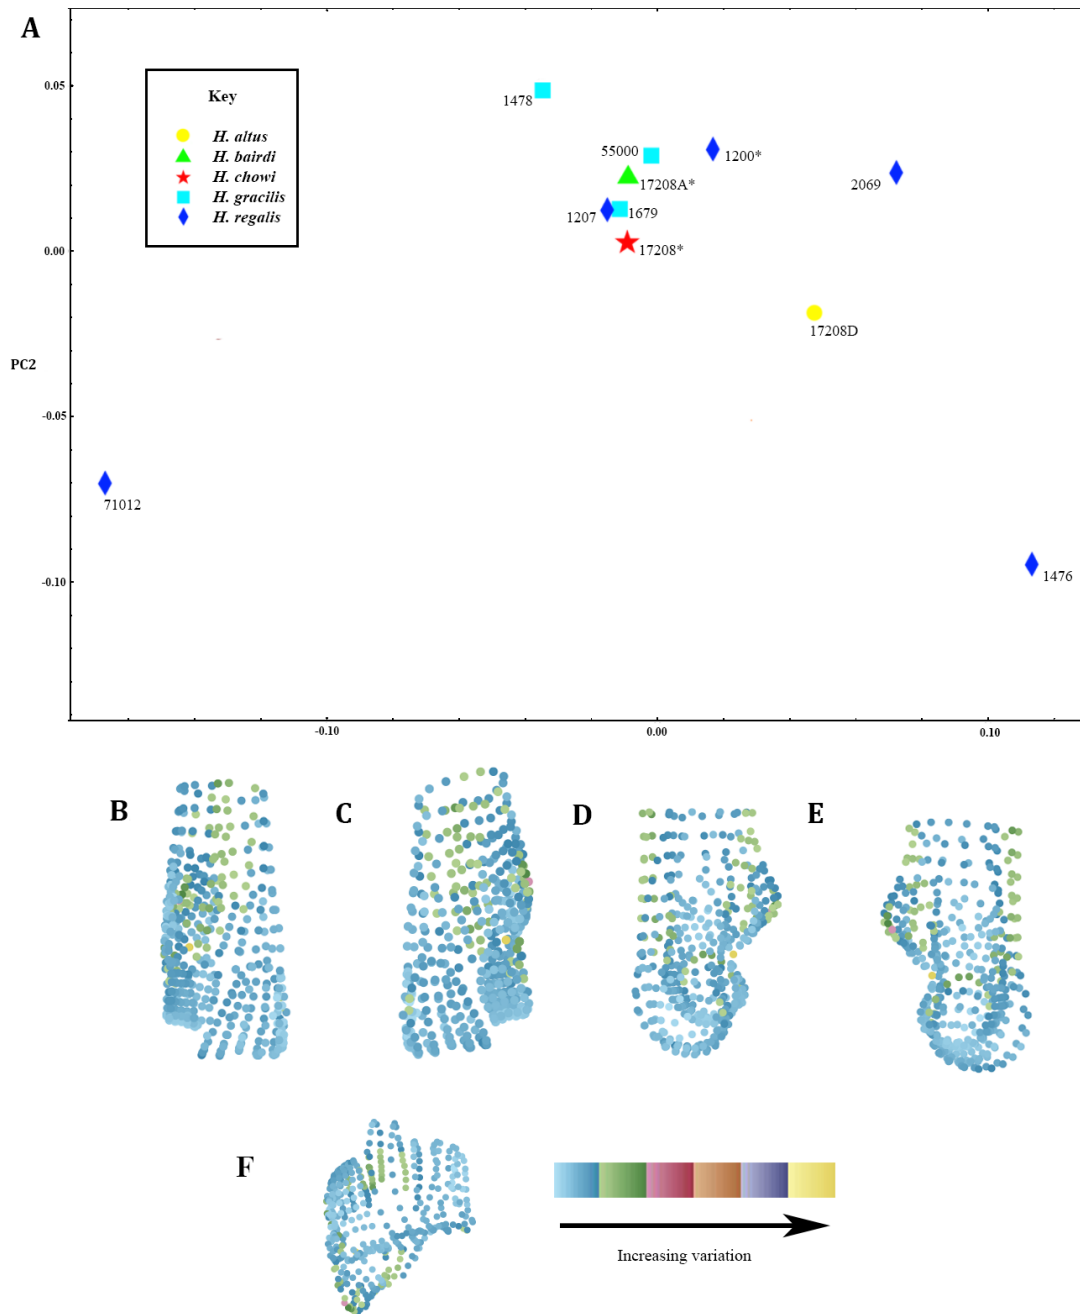 A
Key
H. altus
H. bairdi
H. chowi
H. gracilis
H. regalis
0.05
0.00
PC2
-0.05
-0.10
1478
55000
17208A*
1200*
2069
1207
1679
17208*
17208D
71012
1476
-0.10
0.00
0.10
B
C
D
E
F
Increasing variation